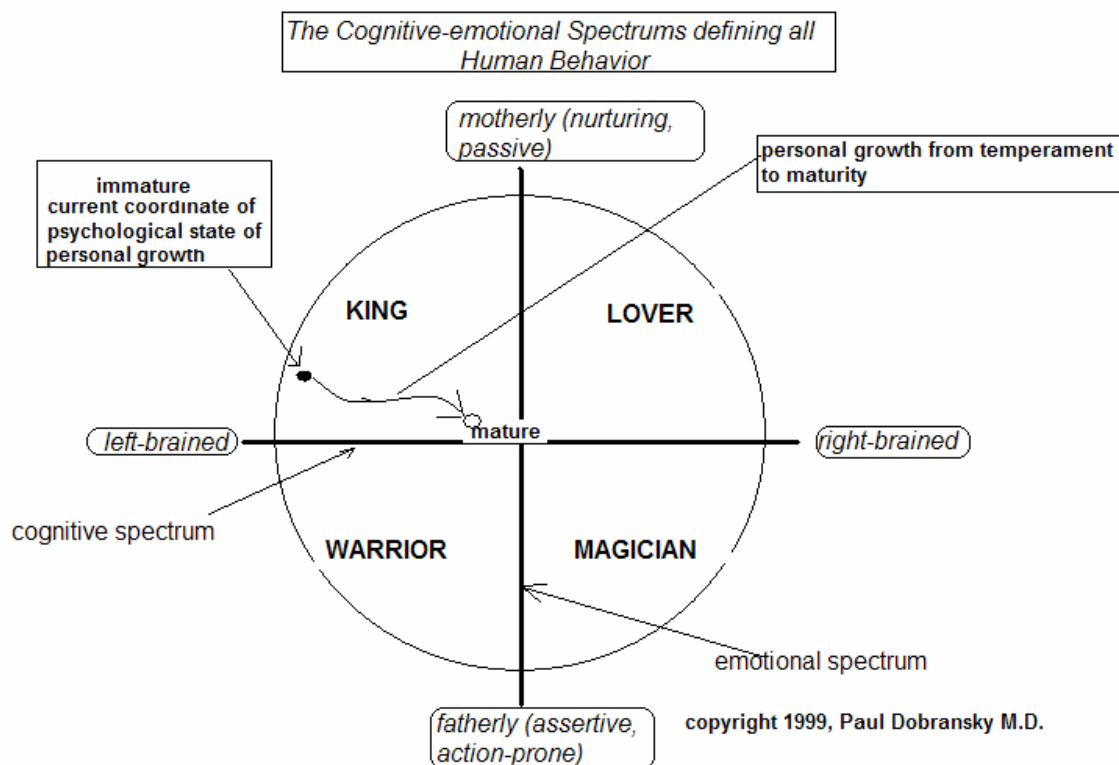 The Cognitive-emotional Spectrums defining all
Human Behavior
motherly (nurturing,
passive)
personal growth from temperament
to maturity
immature
current coordinate of
psychological state of
personal growth
KING
LOVER
mature
left-brained
right-brained
cognitive spectrum
WARRIOR
MAGICIAN
emotional spectrum
fatherly (assertive,
action-prone)
copyright 1999, Paul Dobransky M.D.